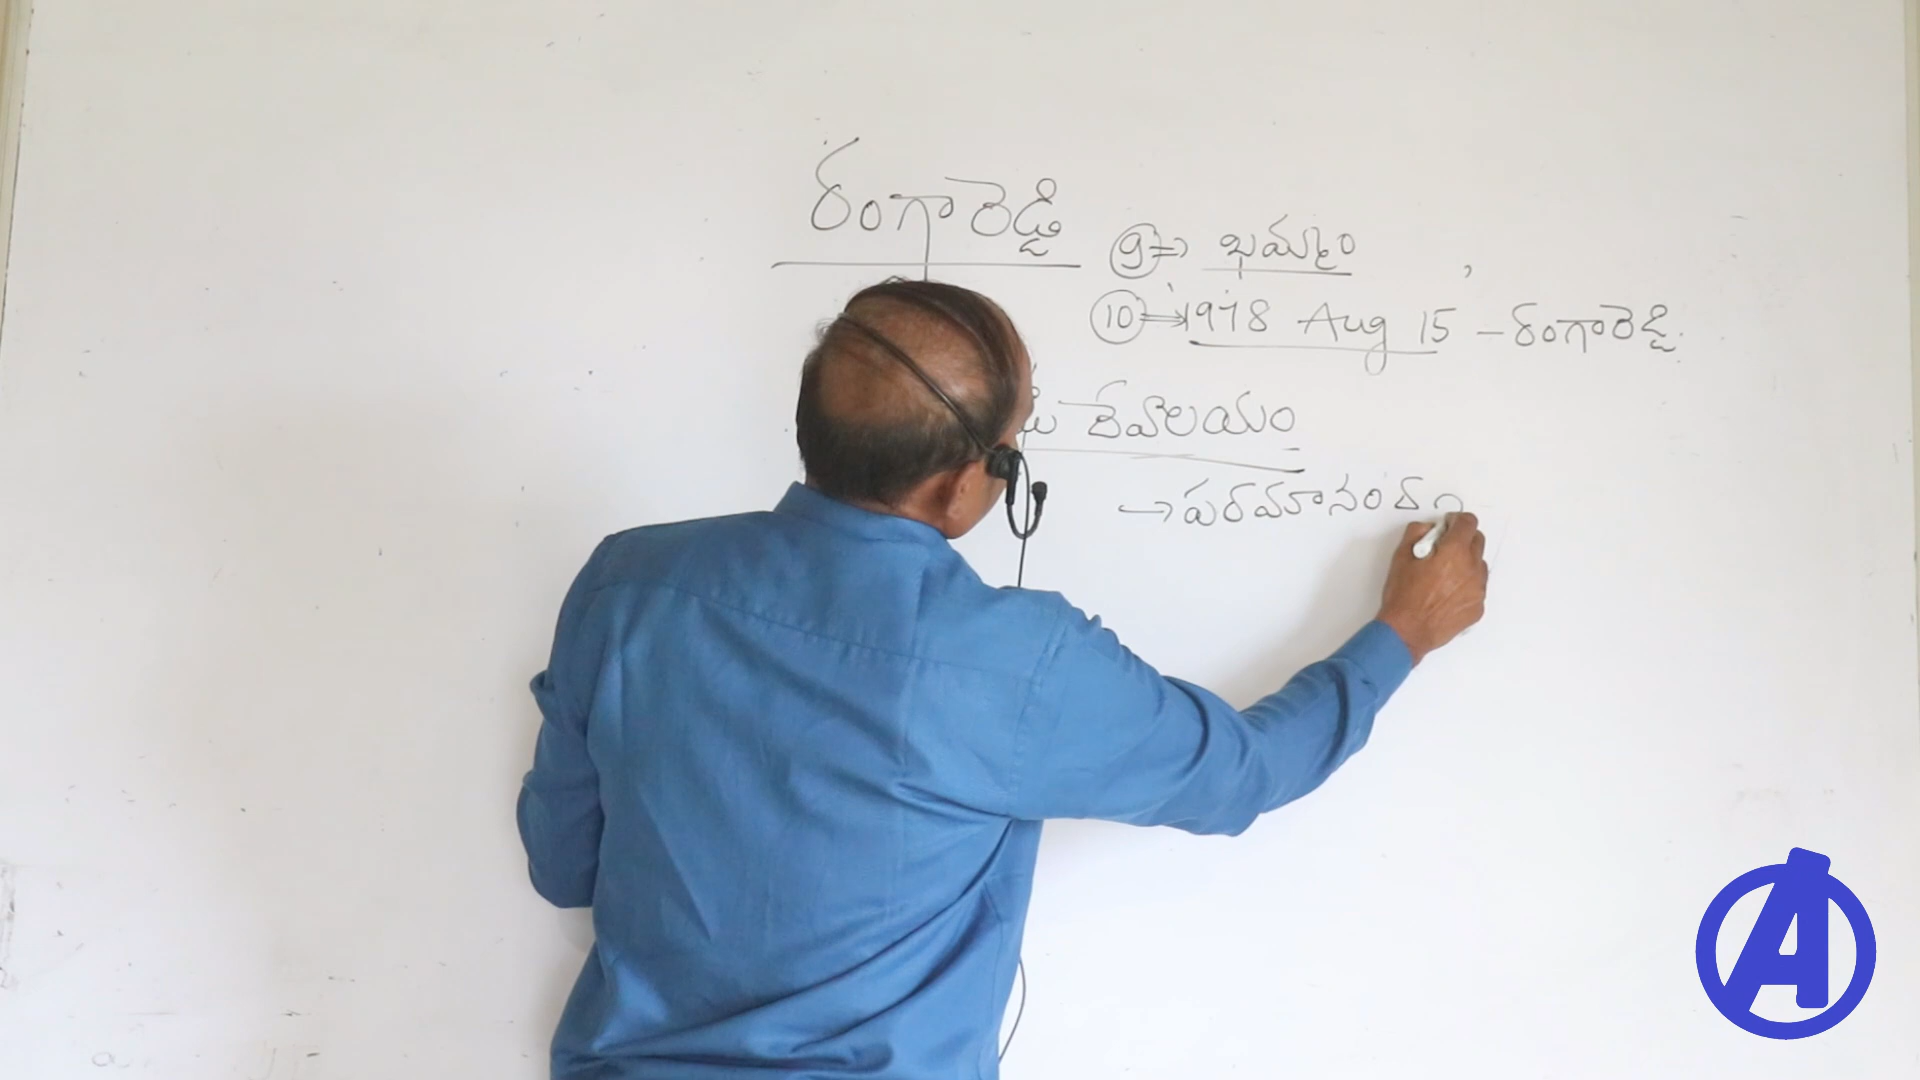 రంగారెడ్డి
9 => ఖమ్మం
10 => 1978 Aug 15 - రంగారెడ్డి.
దేవాలయం
→ పరమానంద
A